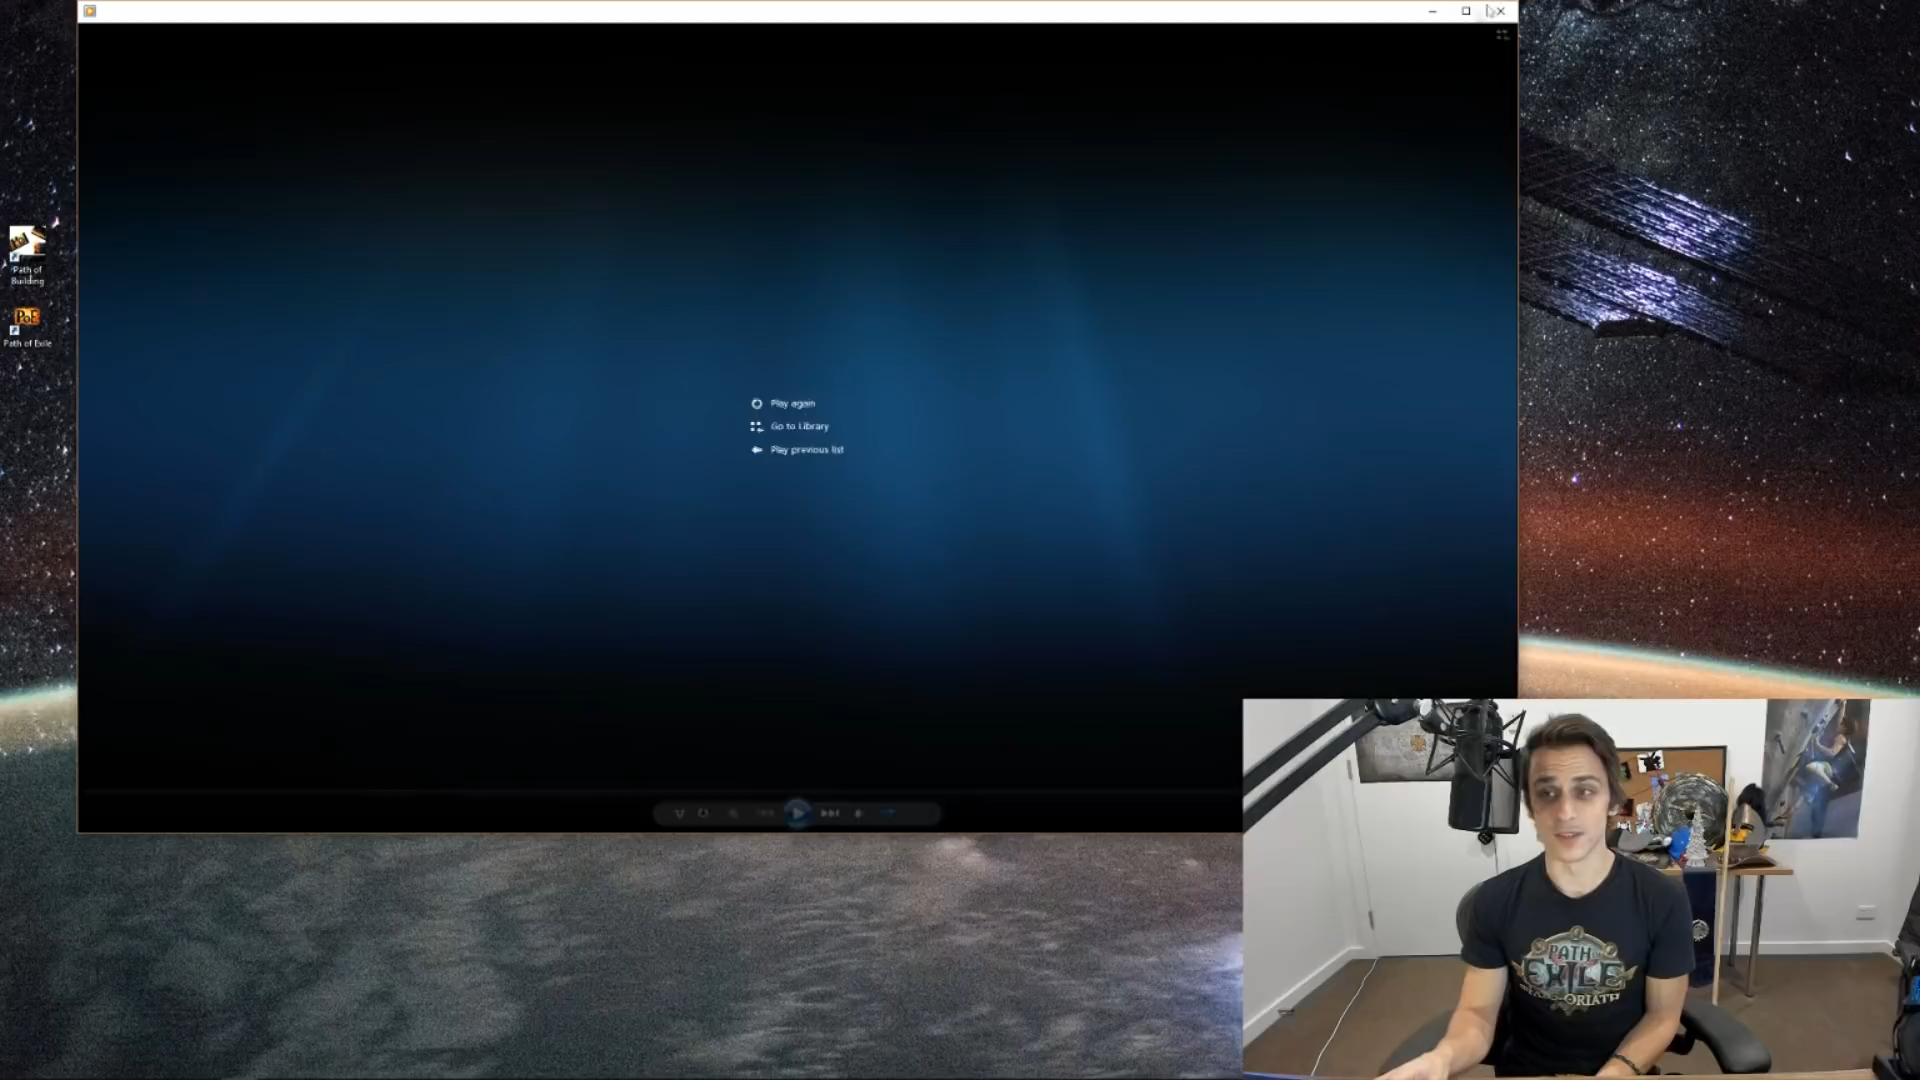 Path of
Building
PoE
Path of Exile
Play again
Go to Library
Play previous list
PATH
EXILE
ORIATH